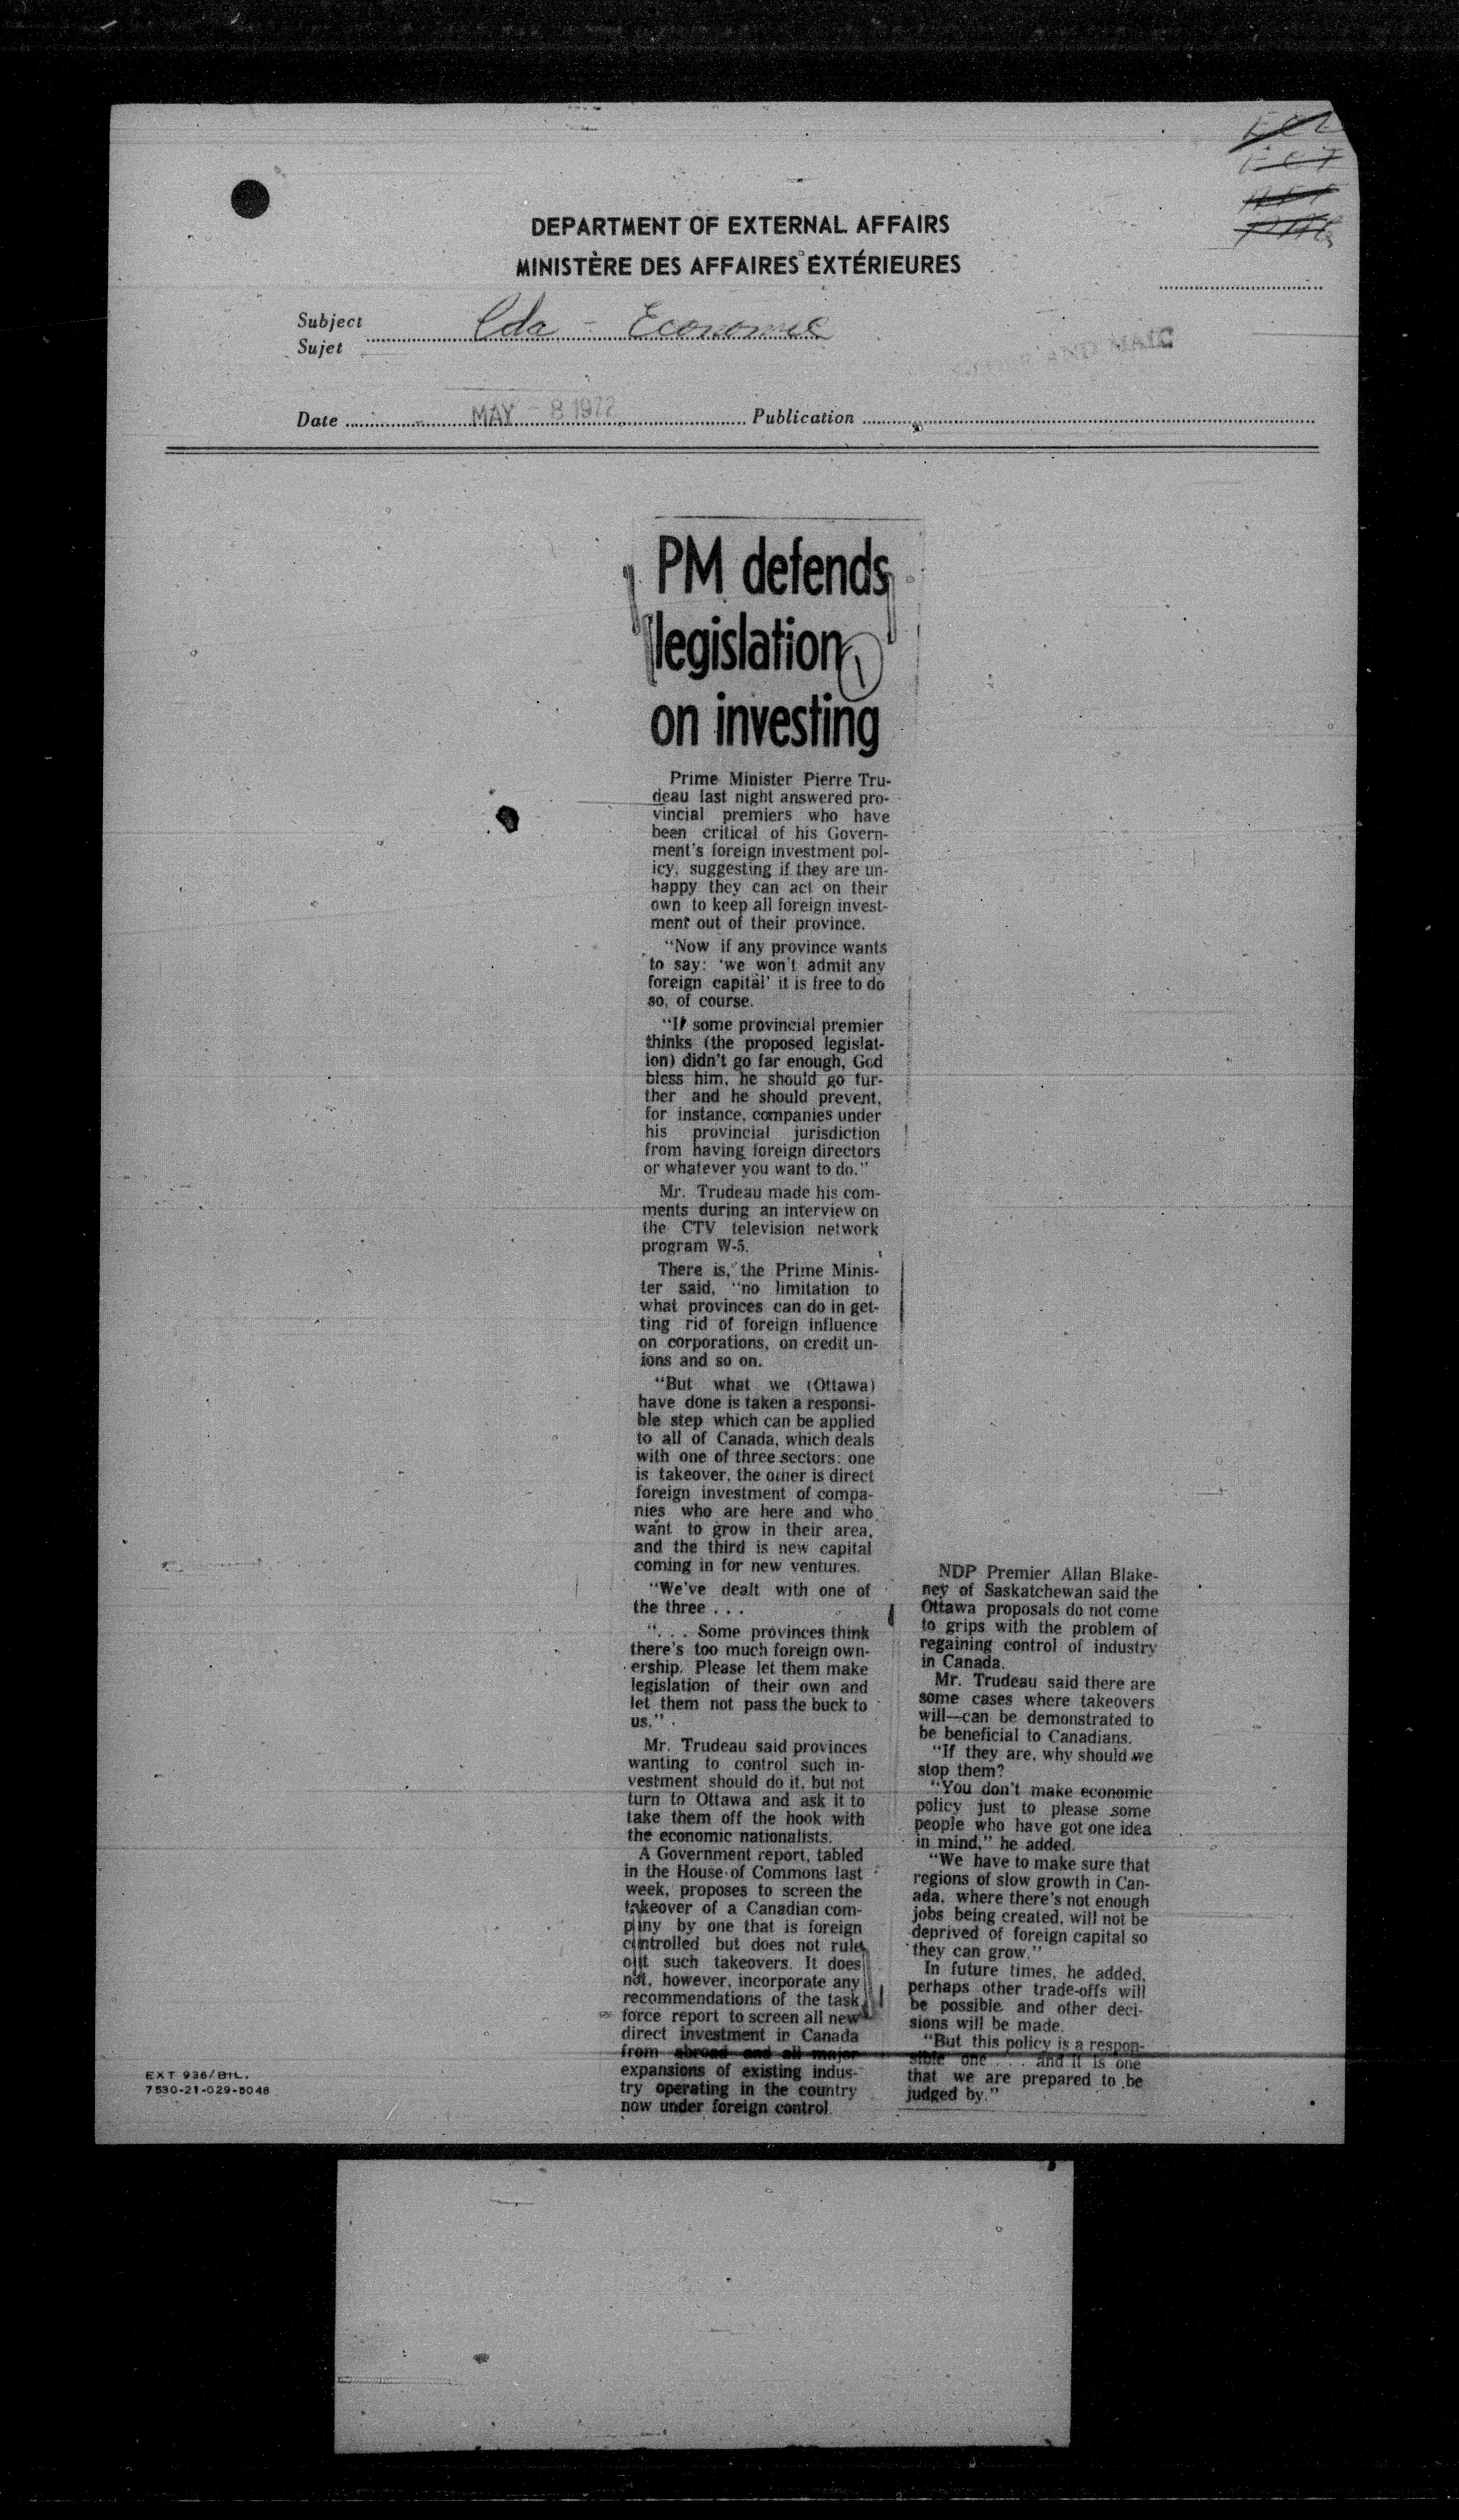 DEPARTMENT OF EXTERNAL AFFAIRS
MINISTÈRE DES AFFAIRES EXTÉRIEURES
Subject
Sujet
Cda - Economic
GLOBE AND MAIL
Date MAY - 8 1972 Publication
PM defends
legislation
on investing
1
Prime Minister Pierre Tru-
deau last night answered pro-
vincial premiers who have
been critical of his Govern-
ment's foreign investment pol-
icy, suggesting if they are un-
happy they can act on their
own to keep all foreign invest-
ment out of their province.
"Now if any province wants
to say: 'we won't admit any
foreign capital' it is free to do
so, of course.
"If some provincial premier
thinks (the proposed legislat-
ion) didn't go far enough, God
bless him, he should go fur-
ther and he should prevent,
for instance, companies under
his provincial jurisdiction
from having foreign directors
or whatever you want to do."
Mr. Trudeau made his com-
ments during an interview on
the CTV television network
program W-5.
There is, the Prime Minis-
ter said, "no limitation to
what provinces can do in get-
ting rid of foreign influence
on corporations, on credit un-
ions and so on.
"But what we (Ottawa)
have done is taken a responsi-
ble step which can be applied
to all of Canada, which deals
with one of three sectors: one
is takeover, the other is direct
foreign investment of compa-
nies who are here and who
want to grow in their area,
and the third is new capital
coming in for new ventures.
"We've dealt with one of
the three . . .
". . . Some provinces think
there's too much foreign own-
ership. Please let them make
legislation of their own and
let them not pass the buck to
us."
Mr. Trudeau said provinces
wanting to control such in-
vestment should do it, but not
turn to Ottawa and ask it to
take them off the hook with
the economic nationalists.
A Government report, tabled
in the House of Commons last
week, proposes to screen the
takeover of a Canadian com-
pany by one that is foreign
controlled but does not rule
out such takeovers. It does
not, however, incorporate any
recommendations of the task
force report to screen all new
direct investment in Canada
from abroad and all major
expansions of existing indus-
try operating in the country
now under foreign control.
NDP Premier Allan Blake-
ney of Saskatchewan said the
Ottawa proposals do not come
to grips with the problem of
regaining control of industry
in Canada.
Mr. Trudeau said there are
some cases where takeovers
will—can be demonstrated to
be beneficial to Canadians.
"If they are, why should we
stop them?
"You don't make economic
policy just to please some
people who have got one idea
in mind," he added.
"We have to make sure that
regions of slow growth in Can-
ada, where there's not enough
jobs being created, will not be
deprived of foreign capital so
they can grow."
In future times, he added,
perhaps other trade-offs will
be possible and other deci-
sions will be made.
"But this policy is a respon-
sible one . . . and it is one
that we are prepared to be
judged by."
EXT 936/BIL.
7530-21-029-5048